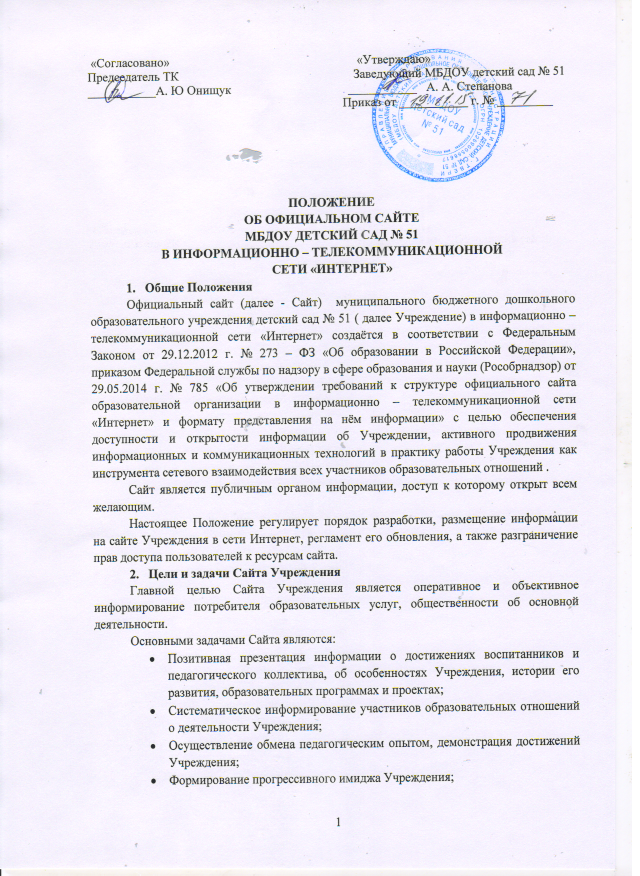 «Согласовано» «Утверждаю»
Председатель ТК Заведующий МБДОУ детский сад № 51
А. Ю Онищук А. А. Степанова
Приказ от 19.11.15 г. № 71
МБДОУ
детский сад
№ 51
ПОЛОЖЕНИЕ
ОБ ОФИЦИАЛЬНОМ САЙТЕ
МБДОУ ДЕТСКИЙ САД № 51
В ИНФОРМАЦИОННО – ТЕЛЕКОММУНИКАЦИОННОЙ
СЕТИ «ИНТЕРНЕТ»
1. Общие Положения
Официальный сайт (далее - Сайт) муниципального бюджетного дошкольного
образовательного учреждения детский сад № 51 ( далее Учреждение) в информационно –
телекоммуникационной сети «Интернет» создаётся в соответствии с Федеральным
Законом от 29.12.2012 г. № 273 – ФЗ «Об образовании в Российской Федерации»,
приказом Федеральной службы по надзору в сфере образования и науки (Рособрнадзор) от
29.05.2014 г. № 785 «Об утверждении требований к структуре официального сайта
образовательной организации в информационно – телекоммуникационной сети
«Интернет» и формату представления на нём информации» с целью обеспечения
доступности и открытости информации об Учреждении, активного продвижения
информационных и коммуникационных технологий в практику работы Учреждения как
инструмента сетевого взаимодействия всех участников образовательных отношений .
Сайт является публичным органом информации, доступ к которому открыт всем
желающим.
Настоящее Положение регулирует порядок разработки, размещение информации
на сайте Учреждения в сети Интернет, регламент его обновления, а также разграничение
прав доступа пользователей к ресурсам сайта.
2. Цели и задачи Сайта Учреждения
Главной целью Сайта Учреждения является оперативное и объективное
информирование потребителя образовательных услуг, общественности об основной
деятельности.
Основными задачами Сайта являются:
• Позитивная презентация информации о достижениях воспитанников и
педагогического коллектива, об особенностях Учреждения, истории его
развития, образовательных программах и проектах;
• Систематическое информирование участников образовательных отношений
о деятельности Учреждения;
• Осуществление обмена педагогическим опытом, демонстрация достижений
Учреждения;
• Формирование прогрессивного имиджа Учреждения;
1